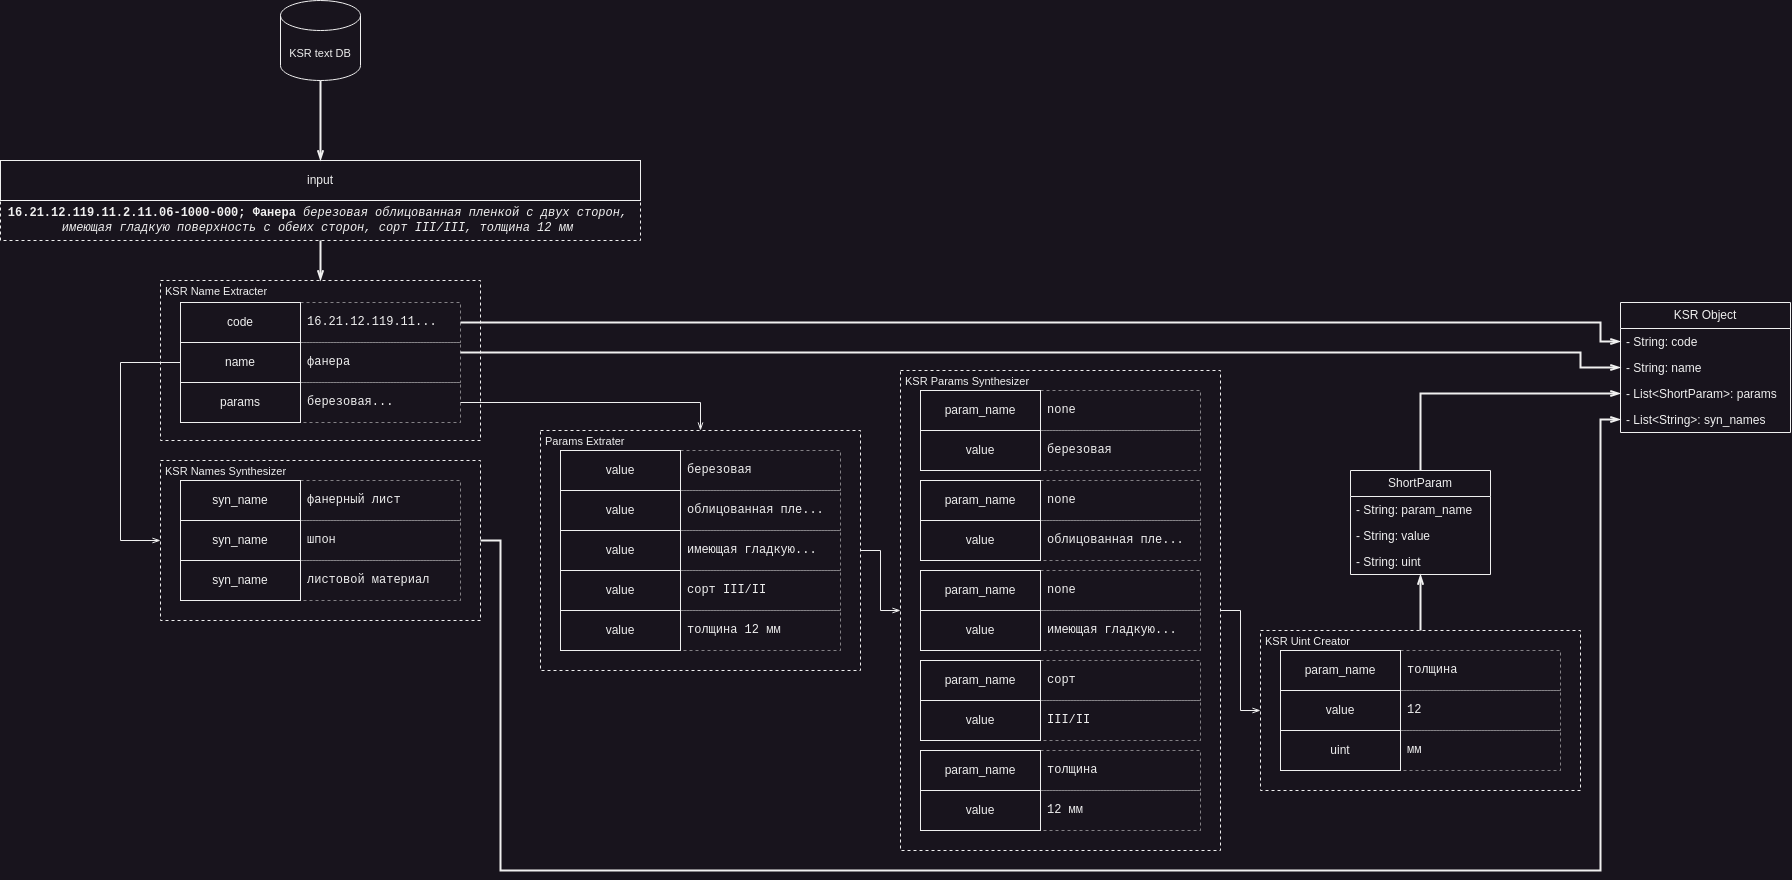 KSR text DB
input
16.21.12.119.11.2.11.06-1000-000; Фанера березовая облицованная пленкой с двух сторон,
имеющая гладкую поверхность с обеих сторон, сорт III/III, толщина 12 мм
KSR Name Extracter
code
16.21.12.119.11...
name
фанера
params
березовая...
KSR Names Synthesizer
syn_name
фанерный лист
syn_name
шпон
syn_name
листовой материал
Params Extrater
value
березовая
value
облицованная пле...
value
имеющая гладкую...
value
сорт III/II
value
толщина 12 мм
KSR Params Synthesizer
param_name
none
value
березовая
param_name
none
value
облицованная пле...
param_name
none
value
имеющая гладкую...
param_name
сорт
value
III/II
param_name
толщина
value
12 мм
KSR Uint Creator
param_name
толщина
value
12
uint
мм
ShortParam
- String: param_name
- String: value
- String: uint
KSR Object
- String: code
- String: name
- List<ShortParam>: params
- List<String>: syn_names